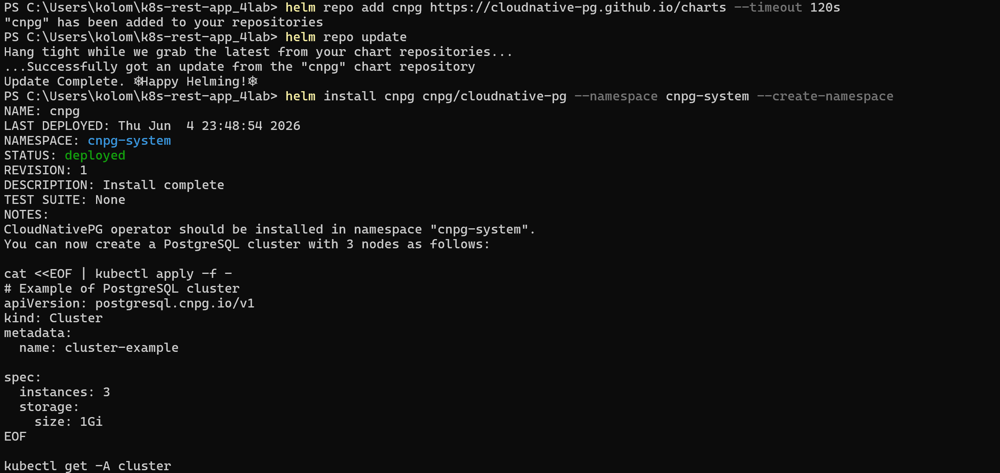 PS C:\Users\kolom\k8s-rest-app_4lab> helm repo add cnpg https://cloudnative-pg.github.io/charts --timeout 120s
"cnpg" has been added to your repositories
PS C:\Users\kolom\k8s-rest-app_4lab> helm repo update
Hang tight while we grab the latest from your chart repositories...
...Successfully got an update from the "cnpg" chart repository
Update Complete. ⎈Happy Helming!⎈
PS C:\Users\kolom\k8s-rest-app_4lab> helm install cnpg cnpg/cloudnative-pg --namespace cnpg-system --create-namespace
NAME: cnpg
LAST DEPLOYED: Thu Jun  4 23:48:54 2026
NAMESPACE: cnpg-system
STATUS: deployed
REVISION: 1
DESCRIPTION: Install complete
TEST SUITE: None
NOTES:
CloudNativePG operator should be installed in namespace "cnpg-system".
You can now create a PostgreSQL cluster with 3 nodes as follows:

cat <<EOF | kubectl apply -f -
# Example of PostgreSQL cluster
apiVersion: postgresql.cnpg.io/v1
kind: Cluster
metadata:
  name: cluster-example

spec:
  instances: 3
  storage:
    size: 1Gi
EOF

kubectl get -A cluster